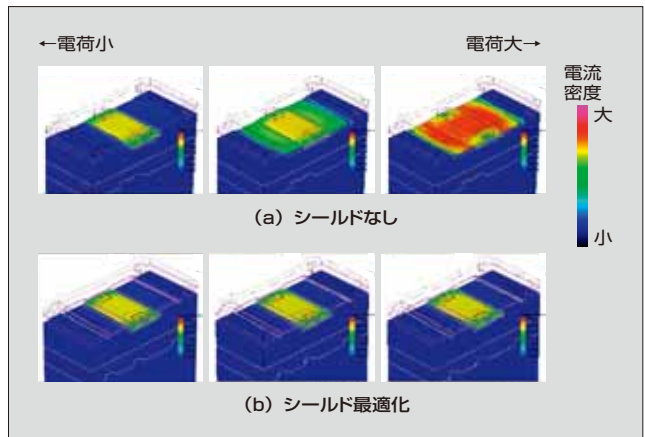 ←電荷小
電荷大→
電流
密度
大
小
(a) シールドなし
(b) シールド最適化